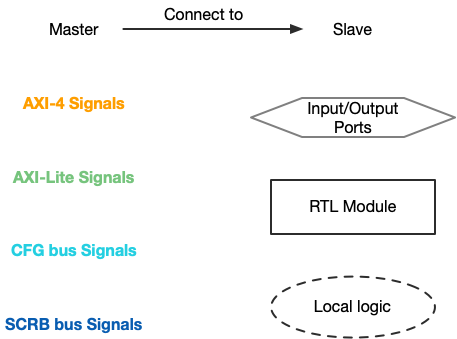 Connect to
Master
Slave
AXI-4 Signals
Input/Output
Ports
AXI-Lite Signals
RTL Module
CFG bus Signals
SCRB bus Signals
Local logic